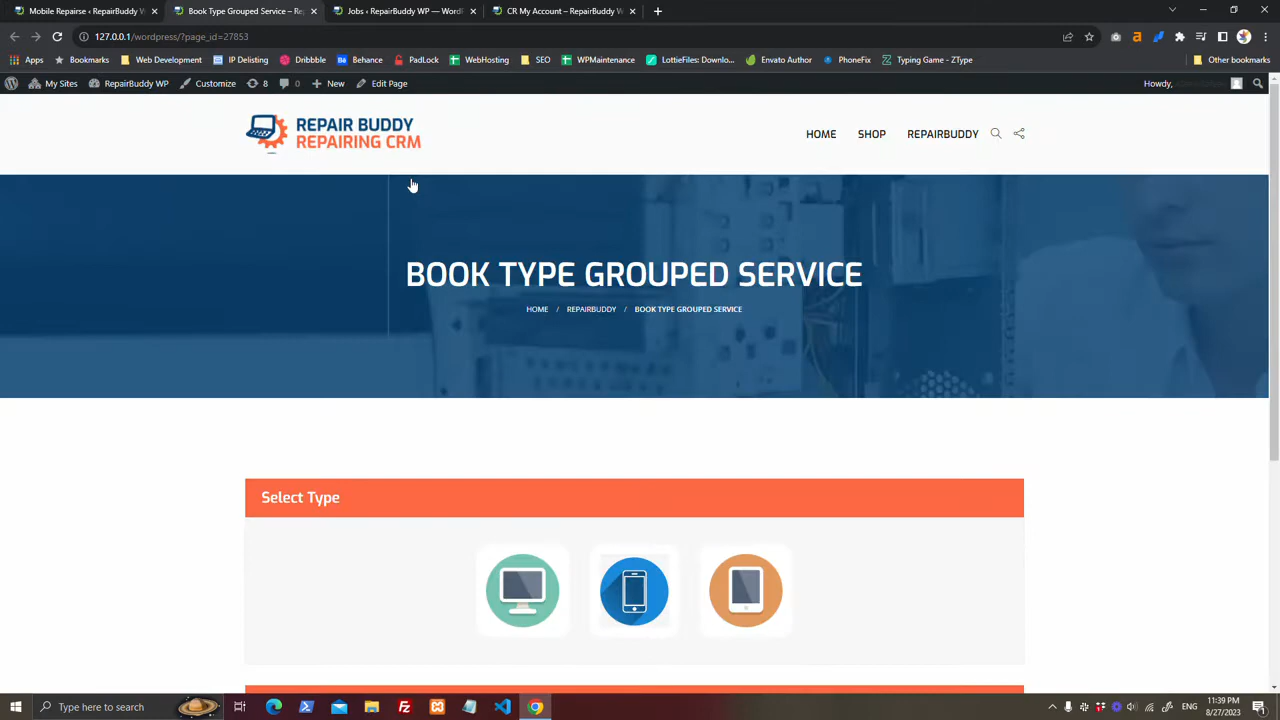 Mobile Repairse ‹ RepairBuddy W
Book Type Grouped Service – Re
Jobs ‹ RepairBuddy WP — WordP
CR My Account – RepairBuddy W
127.0.0.1/wordpress/?page_id=27853
Apps
Bookmarks
Web Development
IP Delisting
Dribbble
Behance
PadLock
WebHosting
SEO
WPMaintenance
LottieFiles: Downlo...
Envato Author
PhoneFix
Typing Game - ZType
Other bookmarks
My Sites
RepairBuddy WP
Customize
8
0
New
Edit Page
Howdy,
REPAIR BUDDY
REPAIRING CRM
HOME
SHOP
REPAIRBUDDY
BOOK TYPE GROUPED SERVICE
HOME / REPAIRBUDDY / BOOK TYPE GROUPED SERVICE
Select Type
Type here to search
ENG
11:39 PM
8/27/2023